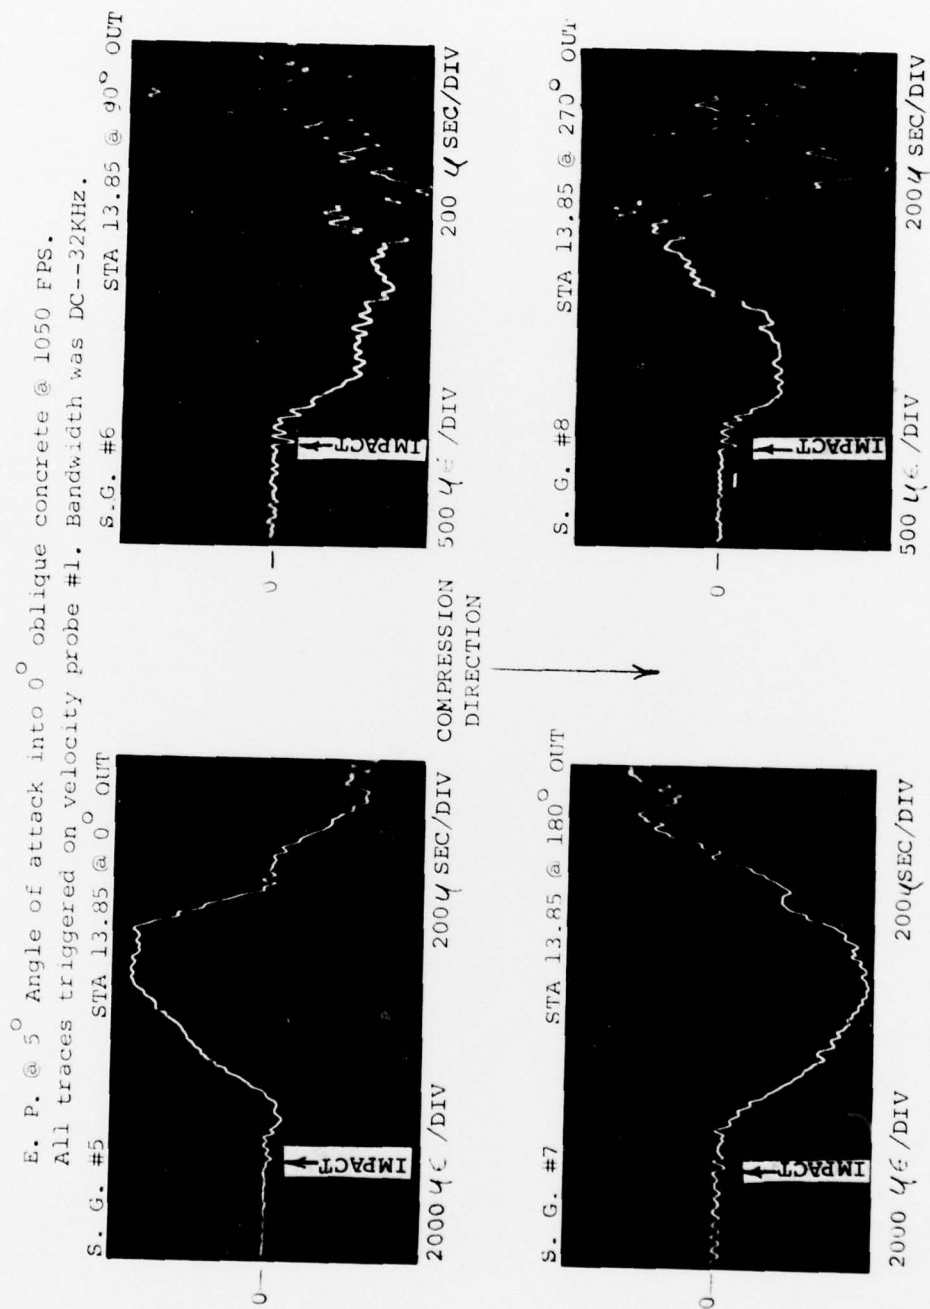 E. P. @ 5° Angle of attack into 0° oblique concrete @ 1050 FPS.
All traces triggered on velocity probe #1. Bandwidth was DC--32KHz.
S. G. #5 STA 13.85 @ 0° OUT
0
IMPACT
2000 µε /DIV 200 µ SEC/DIV
S. G. #6 STA 13.85 @ 90° OUT
0
IMPACT
500 µε /DIV 200 µ SEC/DIV
COMPRESSION
DIRECTION
S. G. #7 STA 13.85 @ 180° OUT
0
IMPACT
2000 µε /DIV 200µSEC/DIV
S. G. #8 STA 13.85 @ 270° OUT
0
IMPACT
500 µε /DIV 200µ SEC/DIV